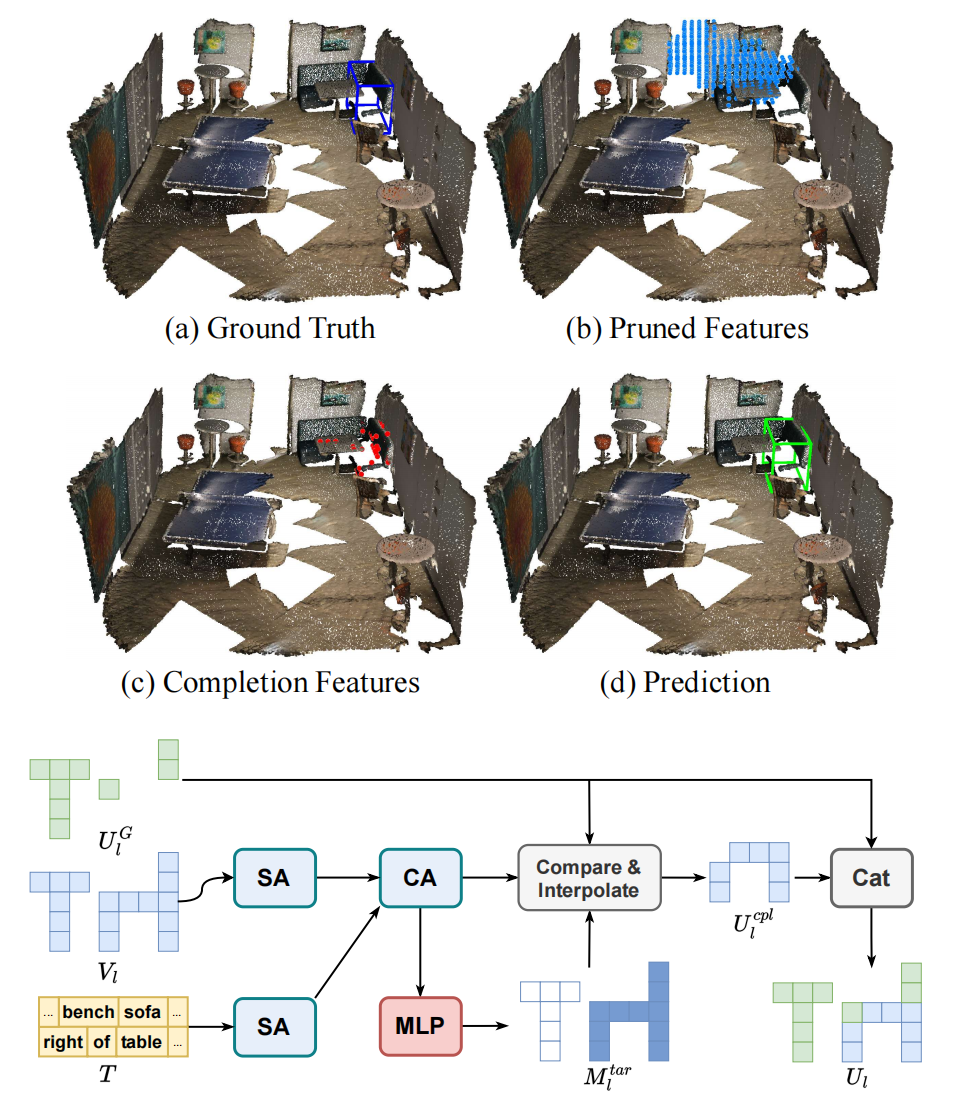 (a) Ground Truth
(b) Pruned Features
(c) Completion Features
(d) Prediction
U_l^G
SA
CA
Compare &
Interpolate
U_l^{cpl}
Cat
V_l
... bench sofa ...
right of table ...
T
SA
MLP
M_l^{tar}
U_l